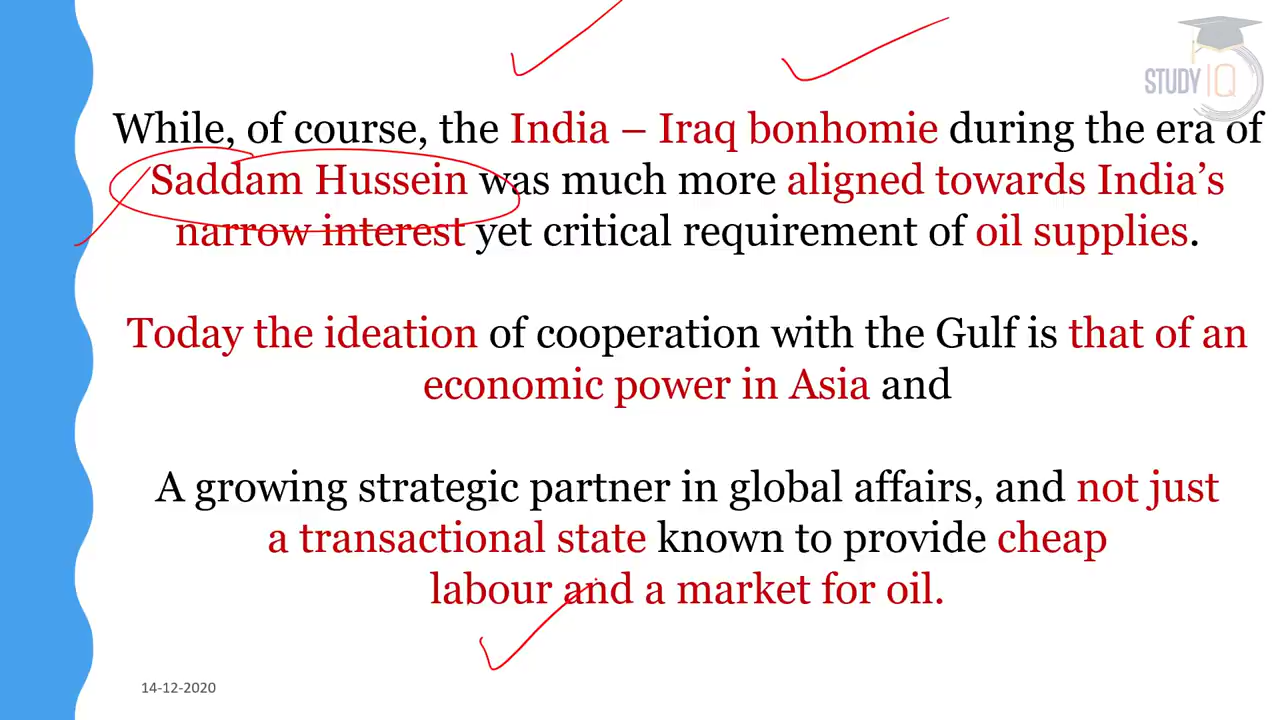 STUDY IQ
While, of course, the India – Iraq bonhomie during the era of
Saddam Hussein was much more aligned towards India's
narrow interest yet critical requirement of oil supplies.
Today the ideation of cooperation with the Gulf is that of an
economic power in Asia and
A growing strategic partner in global affairs, and not just
a transactional state known to provide cheap
labour and a market for oil.
14-12-2020